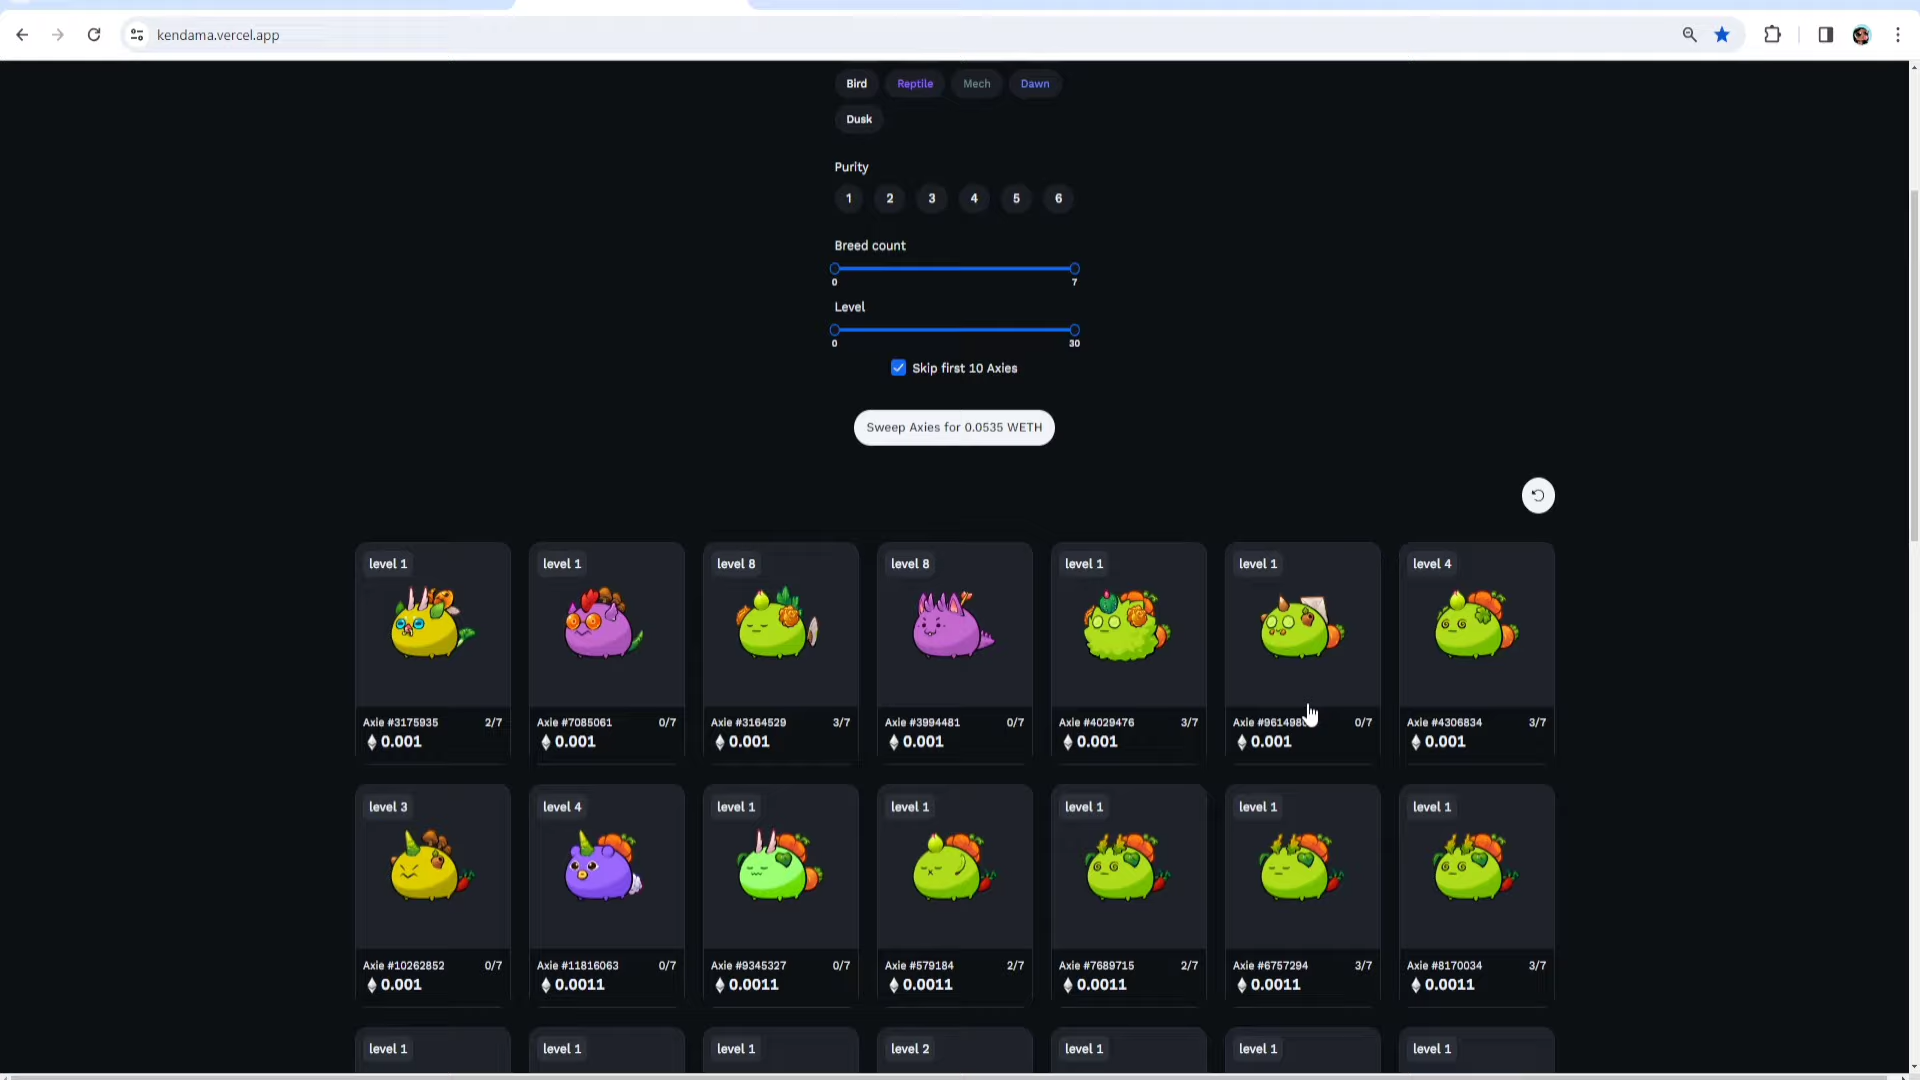 kendama.vercel.app
Bird Reptile Mech Dawn
Dusk
Purity
1 2 3 4 5 6
Breed count
0 7
Level
0 30
Skip first 10 Axies
Sweep Axies for 0.0535 WETH
level 1 level 1 level 8 level 8 level 1 level 1 level 4
Axie #3175935 2/7 Axie #7085061 0/7 Axie #3164529 3/7 Axie #3994481 0/7 Axie #4029476 3/7 Axie 0/7 Axie #4306834 3/7
0.001 0.001 0.001 0.001 0.001 0.001 0.001
level 3 level 4 level 1 level 1 level 1 level 1 level 1
Axie #10262852 0/7 Axie #11816063 0/7 Axie #9345327 0/7 Axie #579184 2/7 Axie #7689715 2/7 Axie #6757294 3/7 Axie #8170034 3/7
0.001 0.0011 0.0011 0.0011 0.0011 0.0011 0.0011
level 1 level 1 level 1 level 2 level 1 level 1 level 1